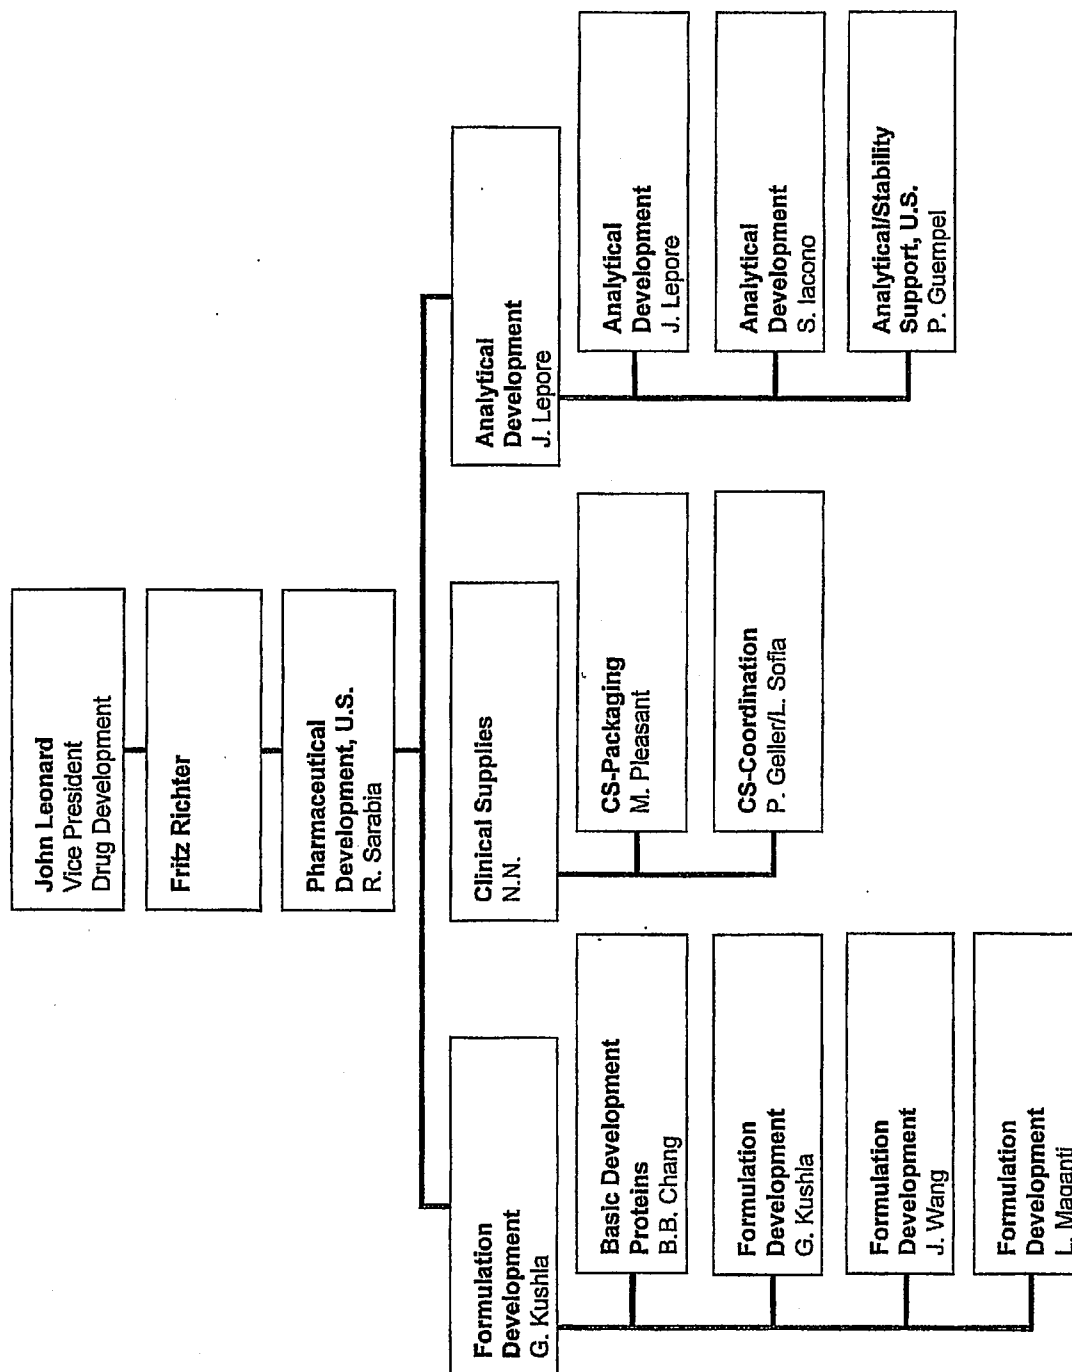 John Leonard
Vice President
Drug Development
Fritz Richter
Pharmaceutical
Development, U.S.
R. Sarabia
Formulation
Development
G. Kushla
Basic Development
Proteins
B.B. Chang
Formulation
Development
G. Kushla
Formulation
Development
J. Wang
Formulation
Development
L. Maganti
Clinical Supplies
N.N.
CS-Packaging
M. Pleasant
CS-Coordination
P. Geller/L. Sofia
Analytical
Development
J. Lepore
Analytical
Development
J. Lepore
Analytical
Development
S. Iacono
Analytical/Stability
Support, U.S.
P. Guempel